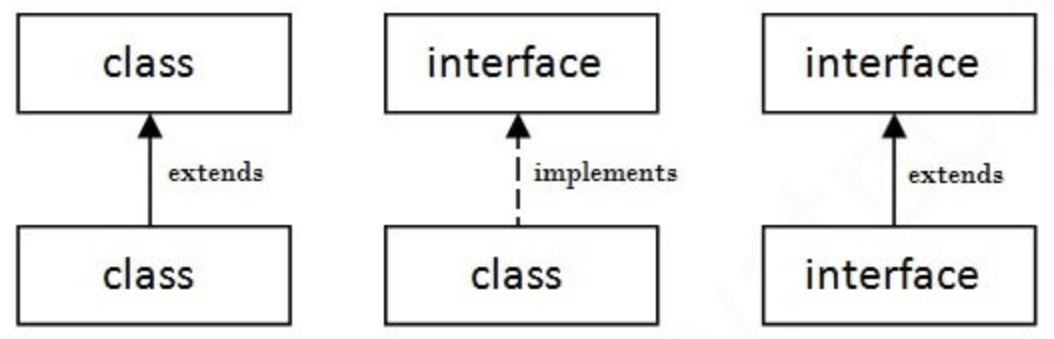 class
interface
interface
extends
implements
extends
class
class
interface